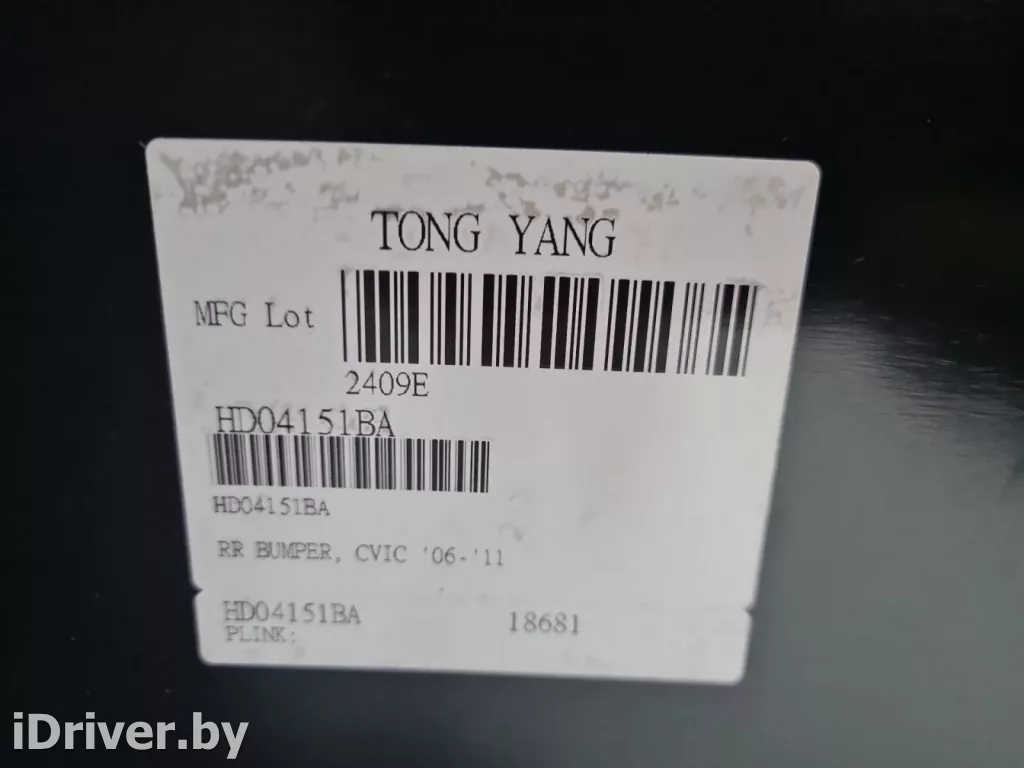 TONG YANG
MFG Lot
2409E
HD04151BA
HD04151BA
RR BUMPER, CVIC '06-'11
HD04151BA 18681
PLINK:
iDriver.by